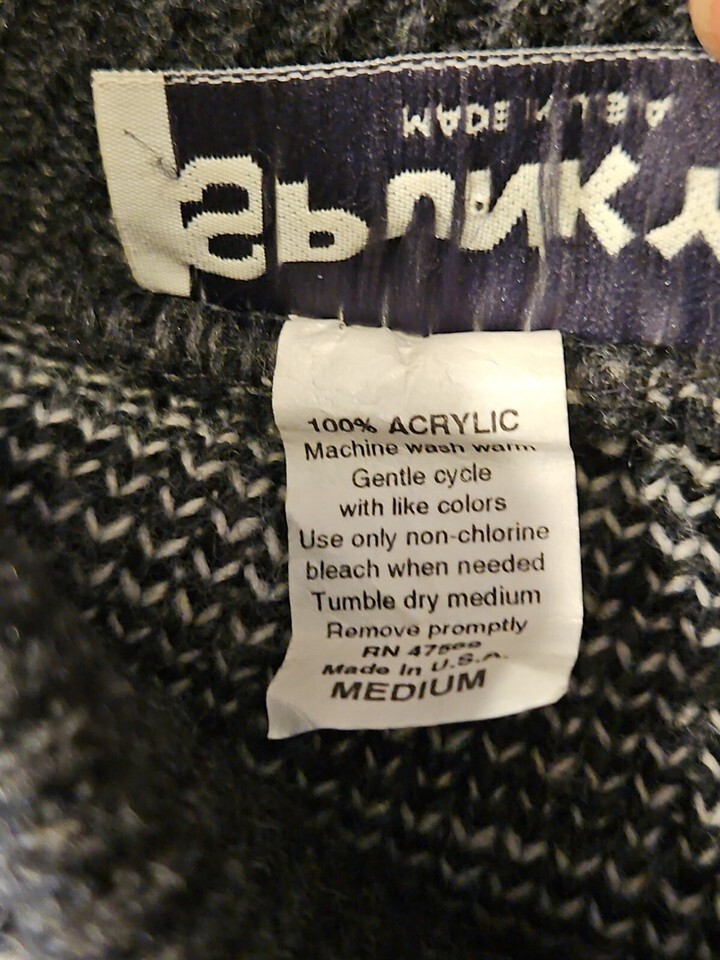 SPUNKY
100% ACRYLIC
Machine wash warm
Gentle cycle
with like colors
Use only non-chlorine
bleach when needed
Tumble dry medium
Remove promptly
RN
Made In U.S.A.
MEDIUM